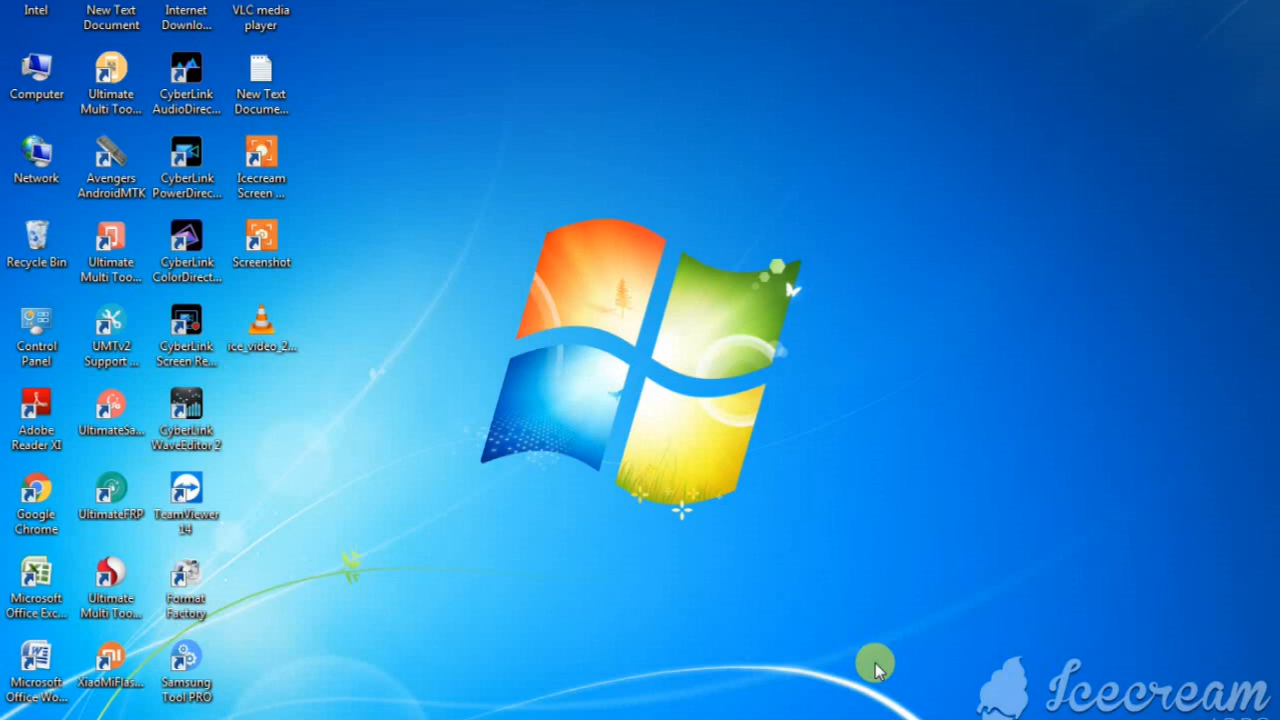 Intel
New Text
Document
Internet
Downlo...
VLC media
player
Computer
Ultimate
Multi Too...
CyberLink
AudioDirec...
New Text
Docume...
Network
Avengers
AndroidMTK
CyberLink
PowerDirec...
Icecream
Screen ...
Recycle Bin
Ultimate
Multi Too...
CyberLink
ColorDirect...
Screenshot
Control
Panel
UMTv2
Support ...
CyberLink
Screen Re...
ice_video_2...
Adobe
Reader XI
UltimateSa...
CyberLink
WaveEditor 2
Google
Chrome
UltimateFRP
TeamViewer
14
Microsoft
Office Exc...
Ultimate
Multi Too...
Format
Factory
Microsoft
Office Wo...
XiaoMiFlas...
Samsung
Tool PRO
Icecream
APPS